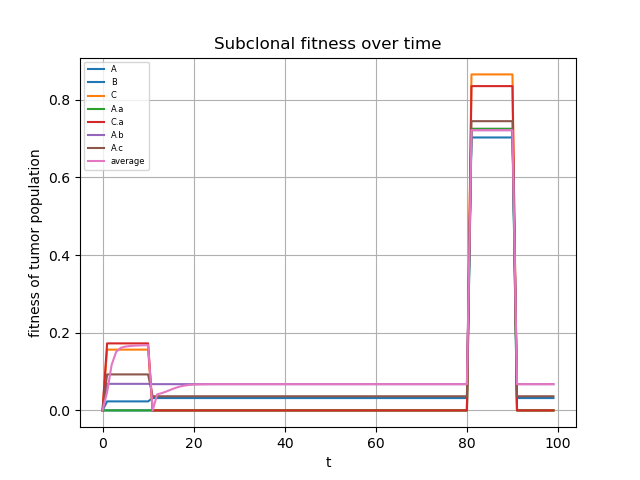 Subclonal fitness over time
fitness of tumor population
0.8
0.6
0.4
0.2
0.0
A
B
C
A.a
C.a
A.b
A.c
average
0 20 40 60 80 100
t